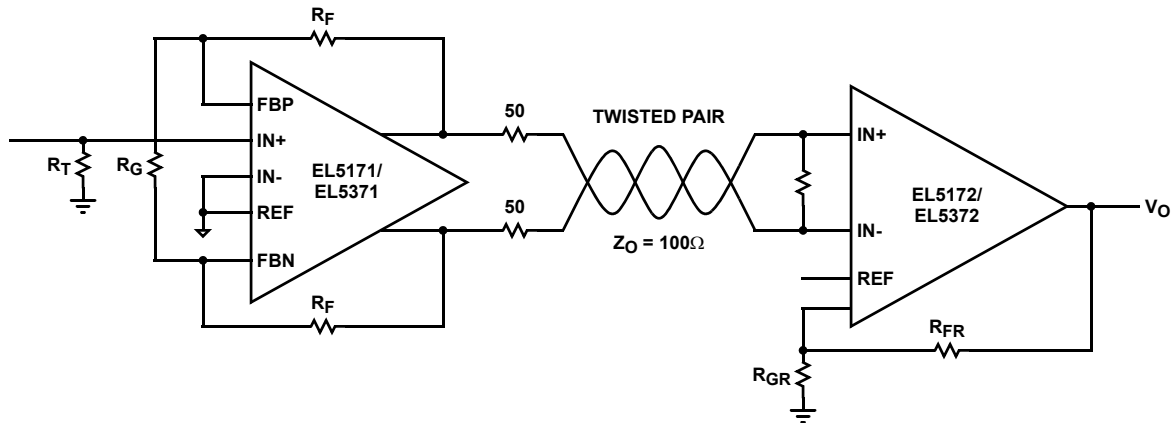 RF
50
TWISTED PAIR
FBP
IN+
IN+
RT
RG
EL5171/
EL5371
IN-
EL5172/
EL5372
VO
REF
50
IN-
ZO = 100Ω
FBN
REF
RF
RFR
RGR